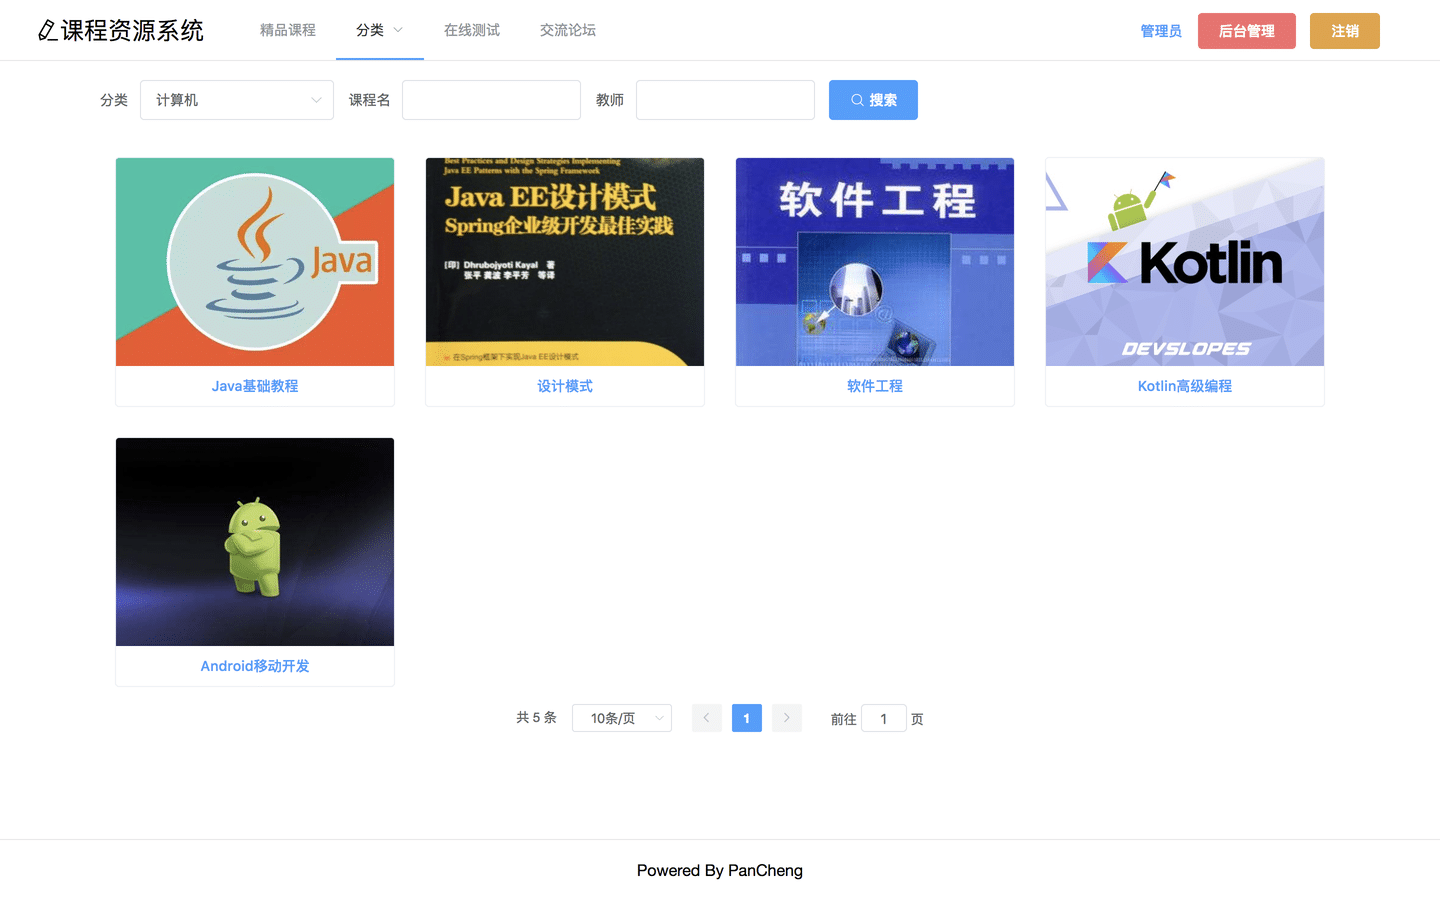 课程资源系统
精品课程
分类
在线测试
交流论坛
管理员
后台管理
注销
分类
计算机
课程名
教师
搜索
Java
Best Practices and Design Strategies Implementing
Java EE Patterns with the Spring Framework
Java EE设计模式
Spring企业级开发最佳实践
[印] Dhrubojyoti Kayal 著
张平 龚波 李平芳 等译
在Spring框架下实现Java EE设计模式
软件工程
@
Kotlin
DEVSLOPES
Java基础教程
设计模式
软件工程
Kotlin高级编程
Android移动开发
共 5 条
10条/页
1
前往 1 页
Powered By PanCheng